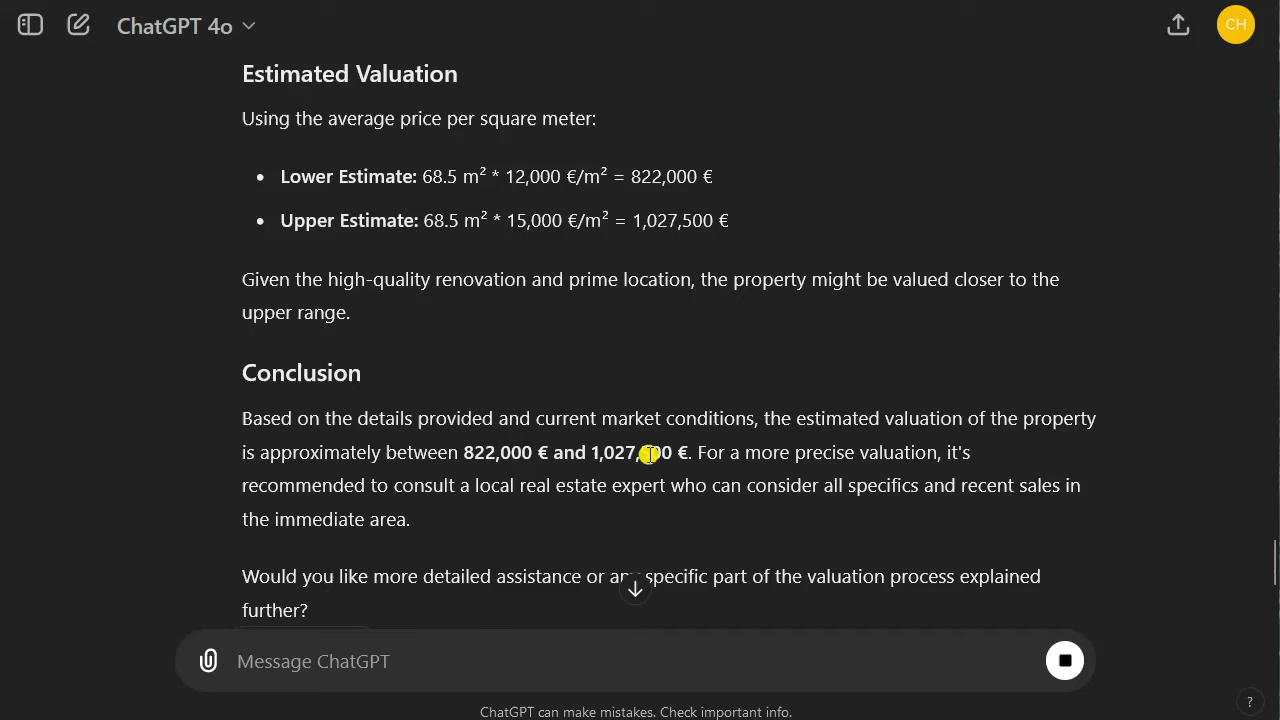 ChatGPT 4o
CH
Estimated Valuation
Using the average price per square meter:
• Lower Estimate: 68.5 m² * 12,000 €/m² = 822,000 €
• Upper Estimate: 68.5 m² * 15,000 €/m² = 1,027,500 €
Given the high-quality renovation and prime location, the property might be valued closer to the
upper range.
Conclusion
Based on the details provided and current market conditions, the estimated valuation of the property
is approximately between 822,000 € and 1,027,500 €. For a more precise valuation, it's
recommended to consult a local real estate expert who can consider all specifics and recent sales in
the immediate area.
Would you like more detailed assistance or any specific part of the valuation process explained
further?
Message ChatGPT
ChatGPT can make mistakes. Check important info.
?